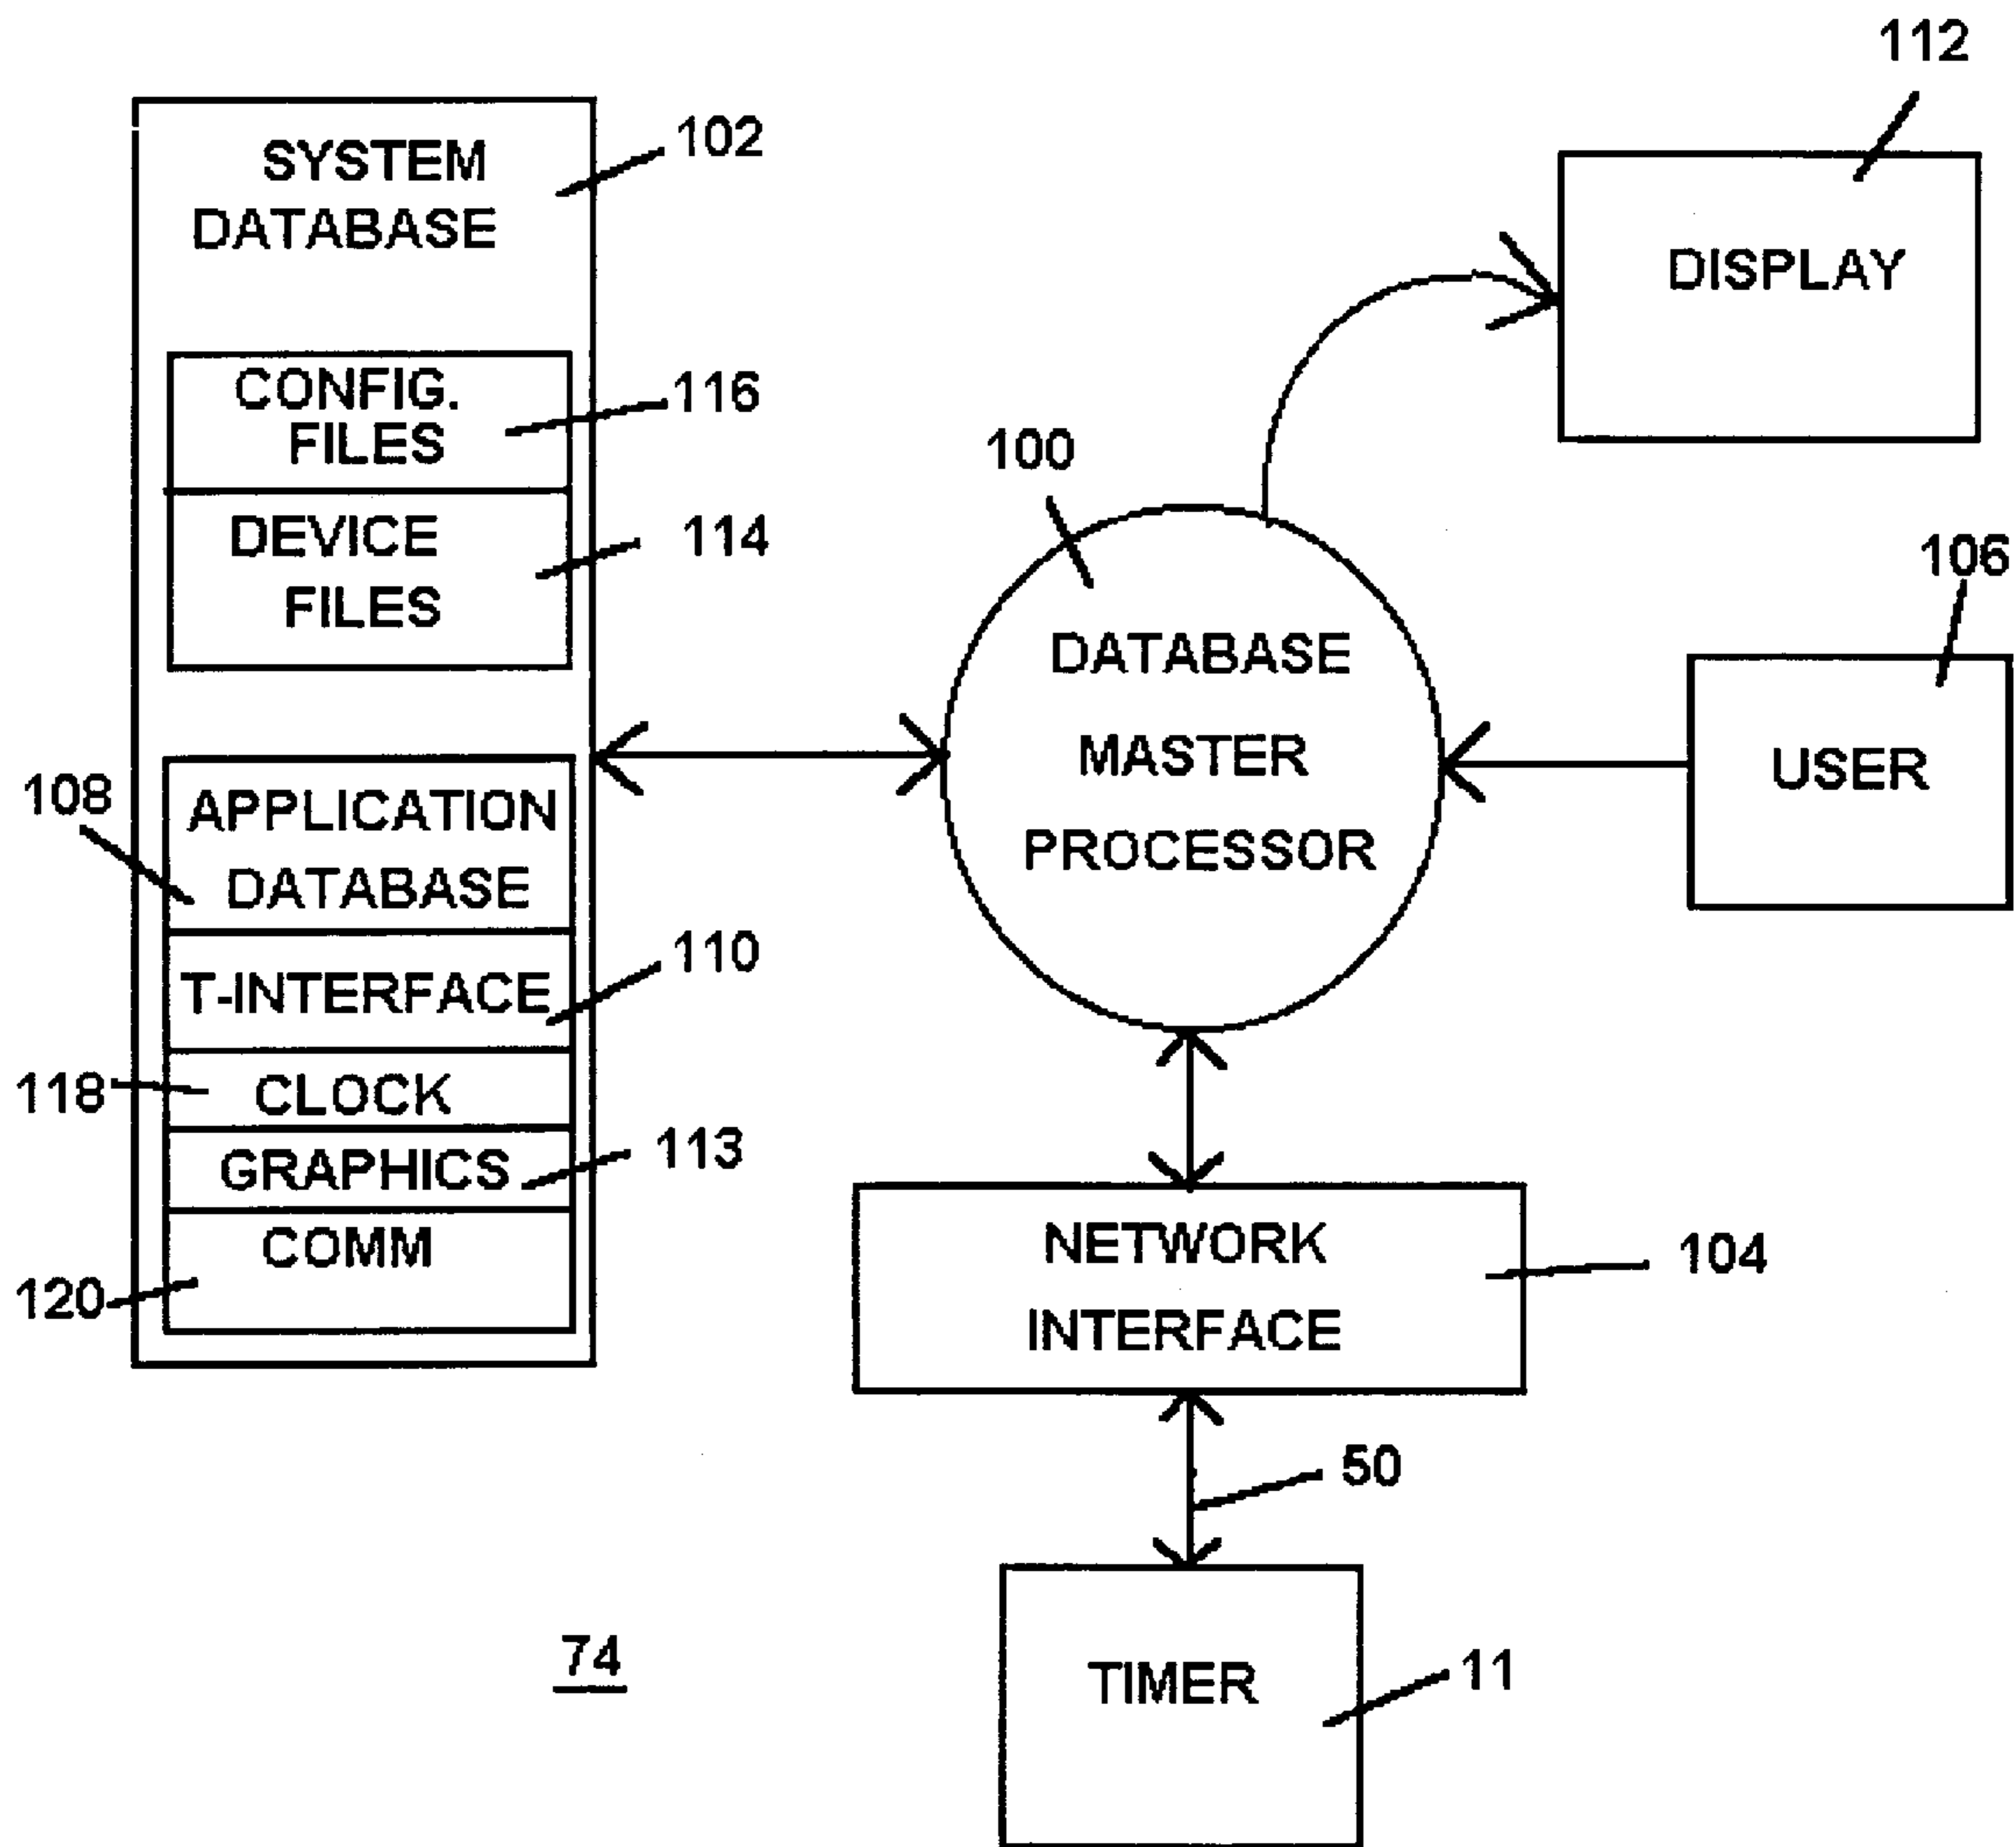 112
SYSTEM
DATABASE
102
DISPLAY
CONFIG.
FILES
116
100
DEVICE
FILES
114
106
DATABASE
MASTER
PROCESSOR
USER
108
APPLICATION
DATABASE
T-INTERFACE
110
118
CLOCK
GRAPHICS
113
COMM
120
NETWORK
INTERFACE
104
50
74
TIMER
11